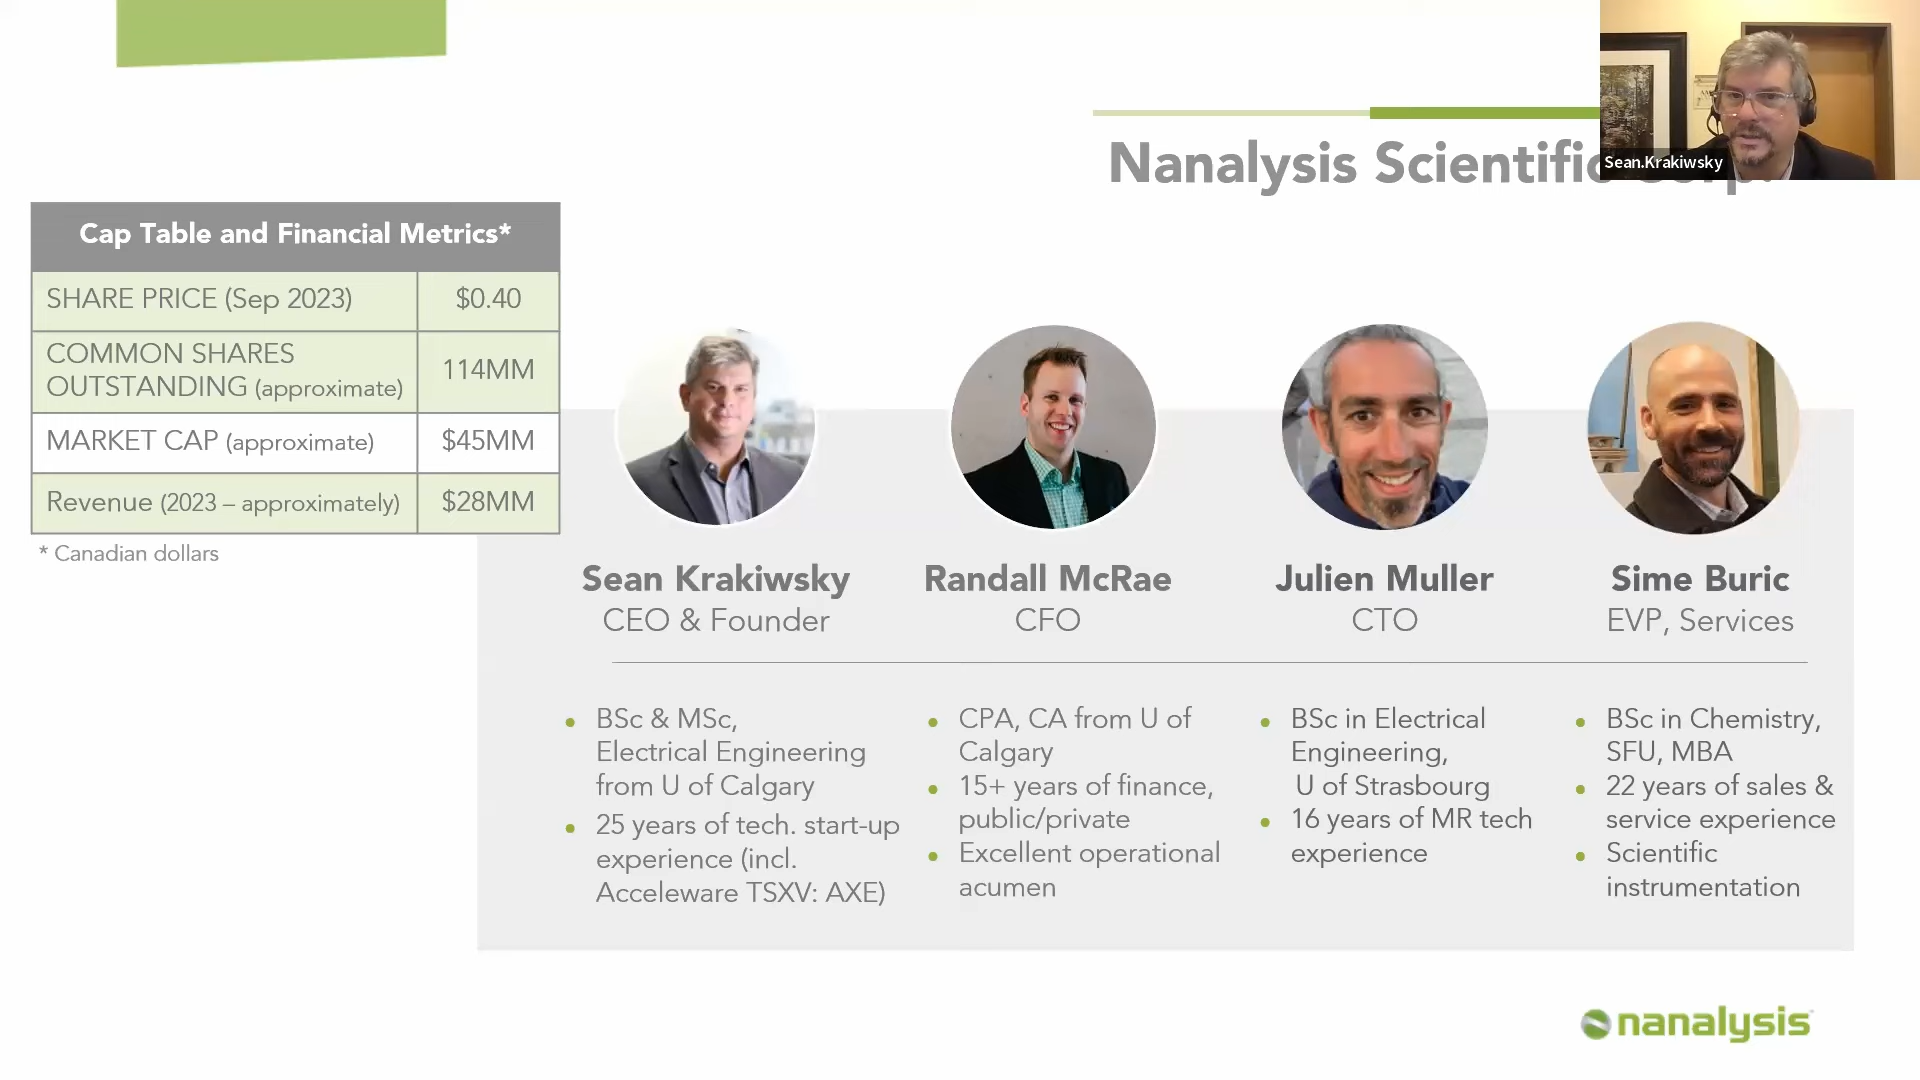 Nanalysis Scientific Corp.
Sean.Krakiwsky
Cap Table and Financial Metrics*
SHARE PRICE (Sep 2023) $0.40
COMMON SHARES
OUTSTANDING (approximate) 114MM
MARKET CAP (approximate) $45MM
Revenue (2023 – approximately) $28MM
* Canadian dollars
Sean Krakiwsky
CEO & Founder
BSc & MSc,
Electrical Engineering
from U of Calgary
25 years of tech. start-up
experience (incl.
Acceleware TSXV: AXE)
Randall McRae
CFO
CPA, CA from U of
Calgary
15+ years of finance,
public/private
Excellent operational
acumen
Julien Muller
CTO
BSc in Electrical
Engineering,
U of Strasbourg
16 years of MR tech
experience
Sime Buric
EVP, Services
BSc in Chemistry,
SFU, MBA
22 years of sales &
service experience
Scientific
instrumentation
nanalysis